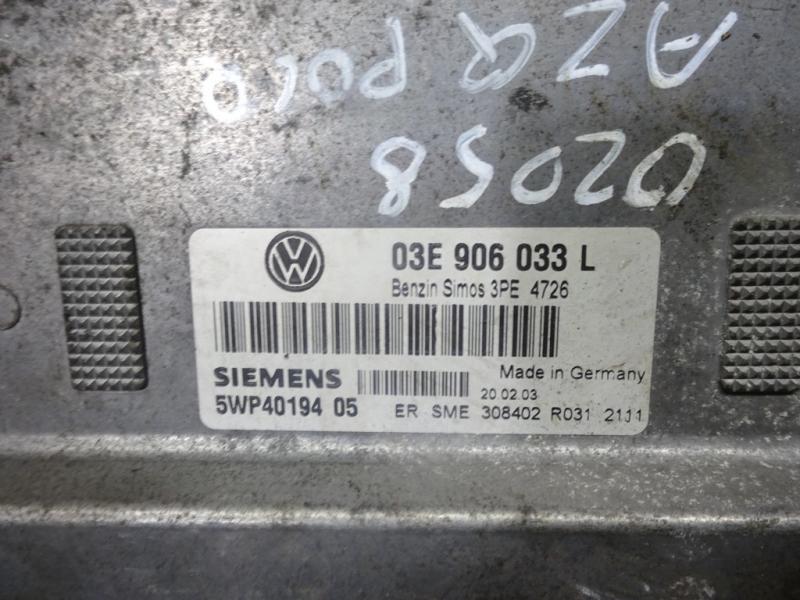 AZQ POLO
02058
03E 906 033 L
Benzin Simos 3PE 4726
SIEMENS
Made in Germany
20.02.03
5WP40194 05
ER SME 308402 R031 2111